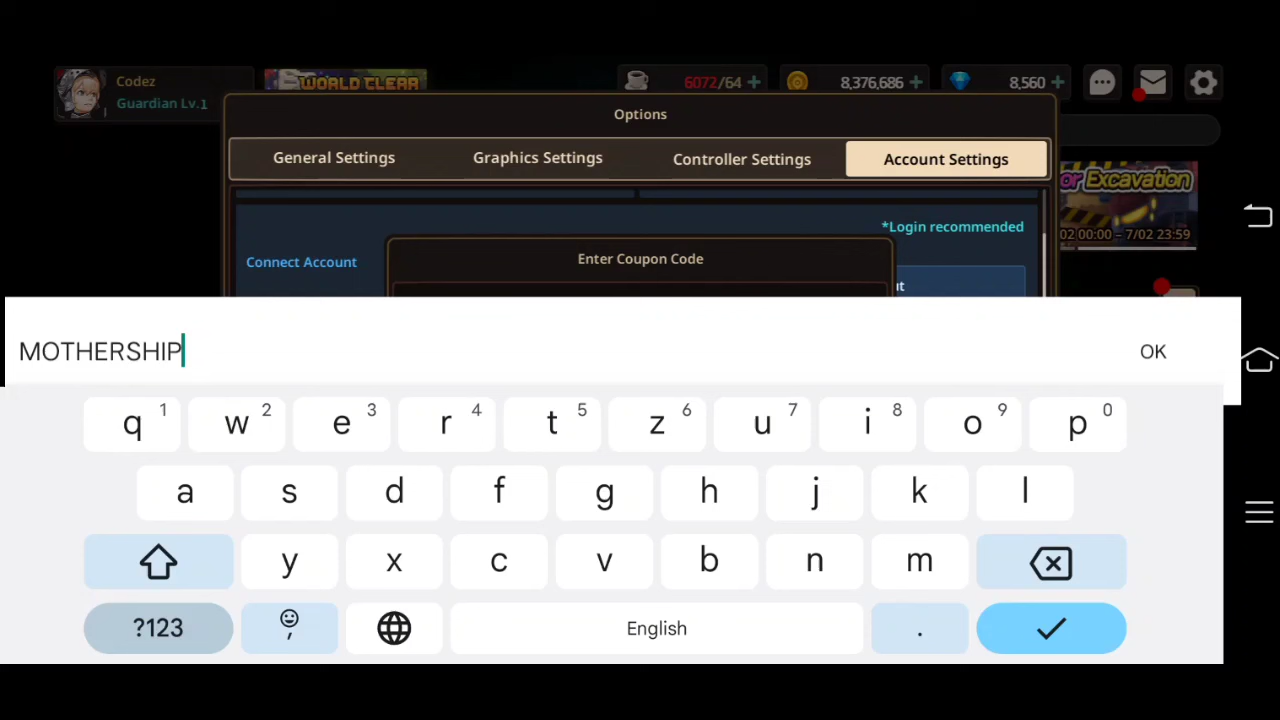 Codez
Guardian Lv.1
WORLD CLEAR
6072/64
8,376,686
8,560
Options
General Settings
Graphics Settings
Controller Settings
Account Settings
or Excavation
02 00:00 – 7/02 23:59
*Login recommended
Connect Account
Enter Coupon Code
MOTHERSHIP
OK
q 1 w 2 e 3 r 4 t 5 z 6 u 7 i 8 o 9 p 0
a s d f g h j k l
y x c v b n m
?123 , English .